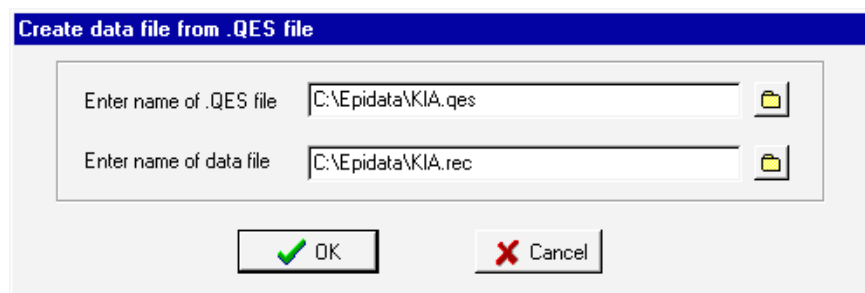 Create data file from .QES file
Enter name of .QES file C:\Epidata\KIA.qes
Enter name of data file C:\Epidata\KIA.rec
OK Cancel